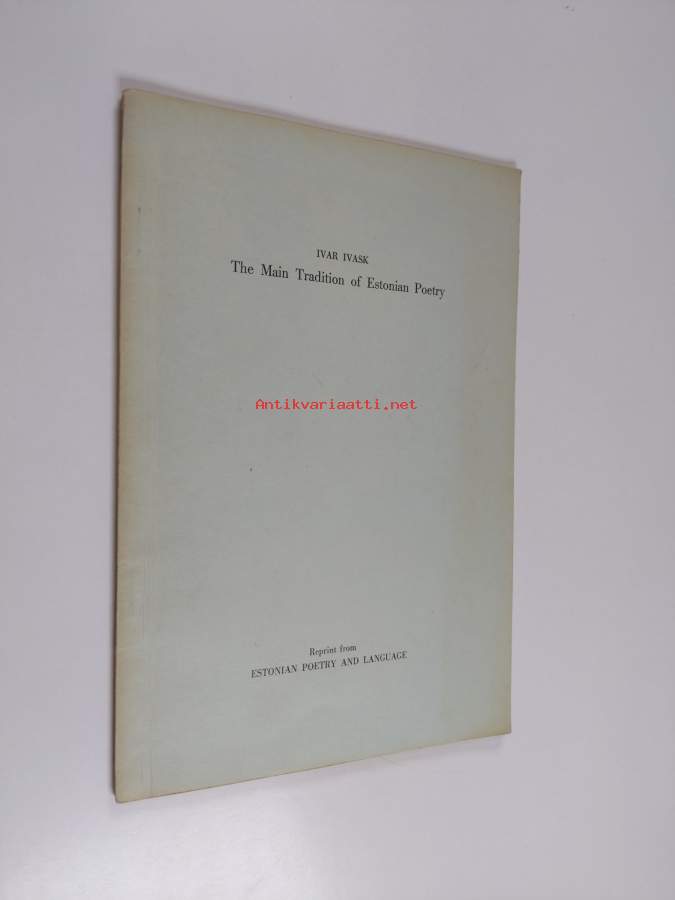 IVAR IVASK
The Main Tradition of Estonian Poetry
Antikvariaatti.net
Reprint from
ESTONIAN POETRY AND LANGUAGE